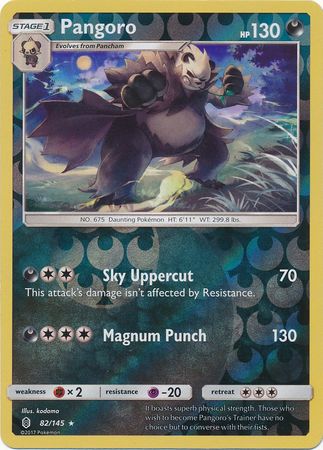 STAGE 1 Pangoro HP 130
Evolves from Pancham
NO. 675 Daunting Pokémon HT: 6'11" WT: 299.8 lbs.
Sky Uppercut 70
This attack's damage isn't affected by Resistance.
Magnum Punch 130
weakness × 2 resistance -20 retreat
Illus. kodama
82/145 ★
©2017 Pokémon
It boasts superb physical strength. Those who
wish to become Pangoro's Trainer have no
choice but to converse with their fists.